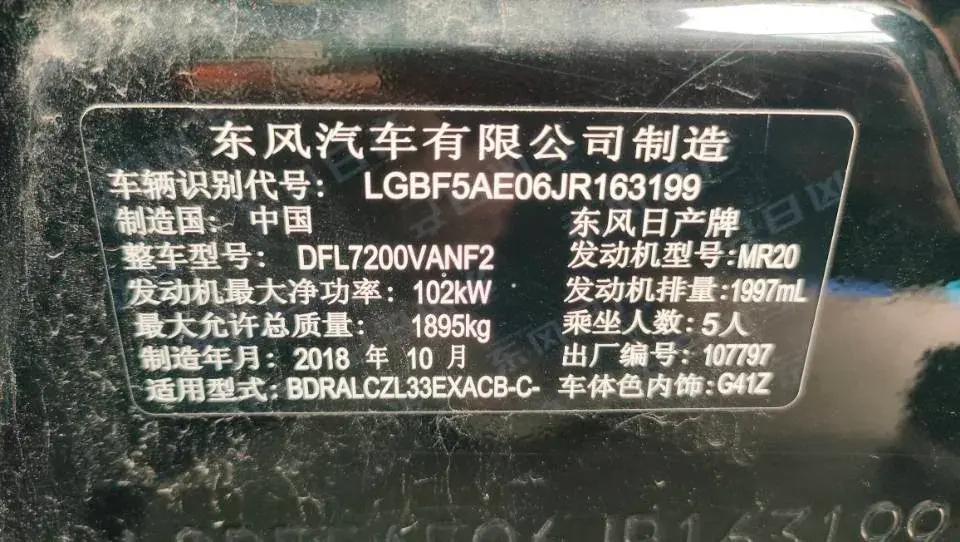 东风汽车有限公司制造
车辆识别代号: LGBF5AE06JR163199
制造国: 中国 东风日产牌
整车型号: DFL7200VANF2 发动机型号:MR20
发动机最大净功率: 102kW 发动机排量:1997mL
最大允许总质量: 1895kg 乘坐人数:5人
制造年月: 2018 年 10 月 出厂编号: 107797
适用型式:BDRALCZL33EXACB-C- 车体色内饰:G41Z
JR163199